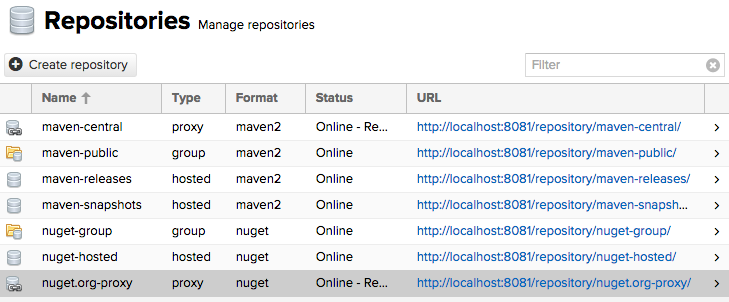 Repositories Manage repositories
Create repository Filter
Name Type Format Status URL
maven-central proxy maven2 Online - Re... http://localhost:8081/repository/maven-central/
maven-public group maven2 Online http://localhost:8081/repository/maven-public/
maven-releases hosted maven2 Online http://localhost:8081/repository/maven-releases/
maven-snapshots hosted maven2 Online http://localhost:8081/repository/maven-snapsh...
nuget-group group nuget Online http://localhost:8081/repository/nuget-group/
nuget-hosted hosted nuget Online http://localhost:8081/repository/nuget-hosted/
nuget.org-proxy proxy nuget Online - Re... http://localhost:8081/repository/nuget.org-proxy/